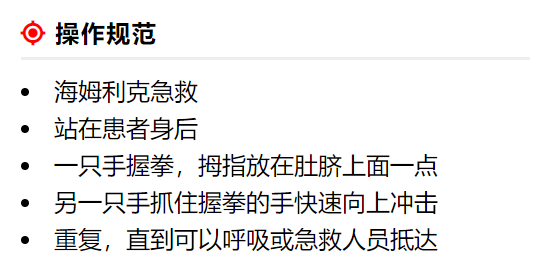 操作规范
海姆利克急救
站在患者身后
一只手握拳，拇指放在肚脐上面一点
另一只手抓住握拳的手快速向上冲击
重复，直到可以呼吸或急救人员抵达